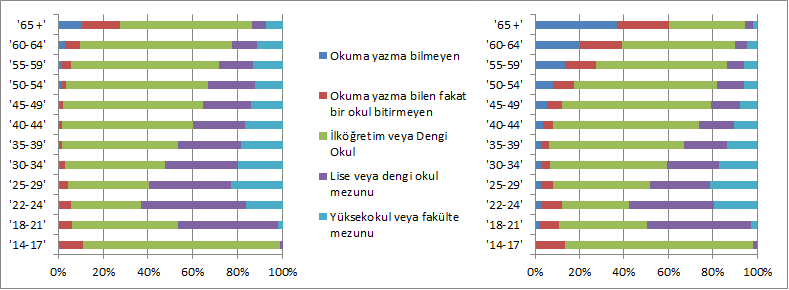 '65 +'
'60-64'
'55-59'
'50-54'
'45-49'
'40-44'
'35-39'
'30-34'
'25-29'
'22-24'
'18-21'
'14-17'
0% 20% 40% 60% 80% 100%
Okuma yazma bilmeyen
Okuma yazma bilen fakat
bir okul bitirmeyen
İlköğretim veya Dengi
Okul
Lise veya dengi okul
mezunu
Yüksekokul veya fakülte
mezunu
'65 +'
'60-64'
'55-59'
'50-54'
'45-49'
'40-44'
'35-39'
'30-34'
'25-29'
'22-24'
'18-21'
'14-17'
0% 20% 40% 60% 80% 100%